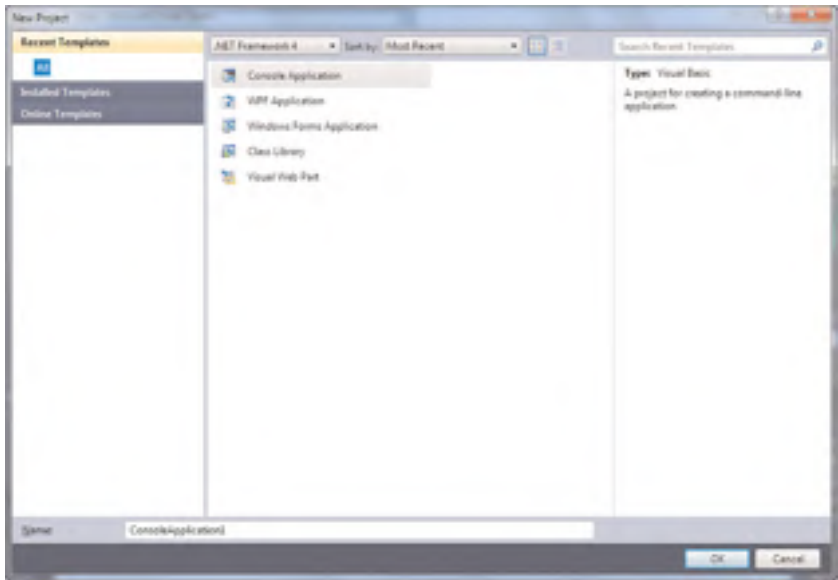 New Project
Recent Templates
.NET Framework 4
Sort by: Most Recent
Search Recent Templates
All
Installed Templates
Online Templates
Console Application
WPF Application
Windows Forms Application
Class Library
Visual Web Part
Type: Visual Basic
A project for creating a command-line
application
Name:
ConsoleApplication1
OK
Cancel